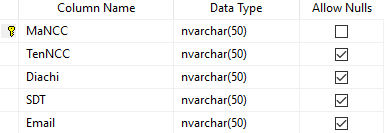 Column Name Data Type Allow Nulls
MaNCC nvarchar(50)
TenNCC nvarchar(50)
Diachi nvarchar(50)
SDT nvarchar(50)
Email nvarchar(50)